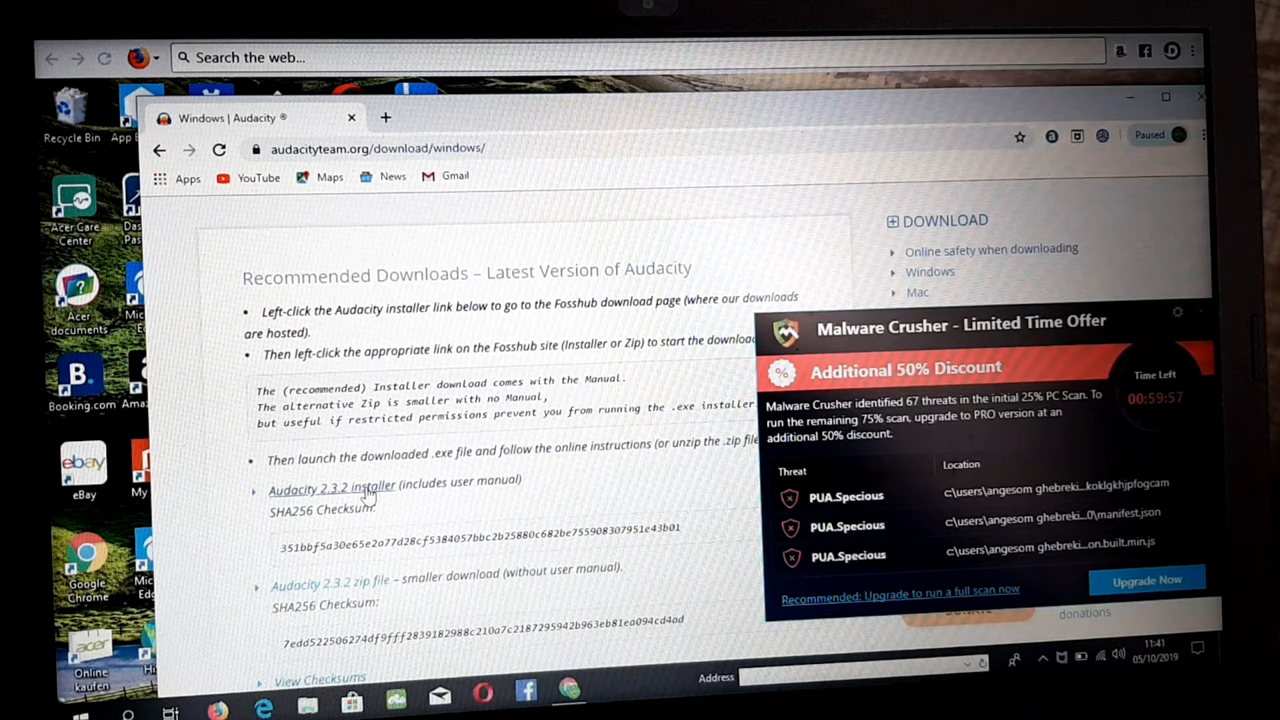 Search the web...
Windows | Audacity ®
audacityteam.org/download/windows/
Paused
Apps
YouTube
Maps
News
Gmail
Recycle Bin
App E
Acer Care
Center
Das
Pas
Acer
documents
Mic
Ed
Booking.com
Ama
eBay
My
Google
Chrome
Mic
E
Online
kaufen
Hi
Recommended Downloads – Latest Version of Audacity
• Left-click the Audacity installer link below to go to the Fosshub download page (where our downloads
are hosted).
• Then left-click the appropriate link on the Fosshub site (Installer or Zip) to start the download
The (recommended) Installer download comes with the Manual.
The alternative Zip is smaller with no Manual,
but useful if restricted permissions prevent you from running the .exe installer
• Then launch the downloaded .exe file and follow the online instructions (or unzip the .zip file
Audacity 2.3.2 installer (includes user manual)
SHA256 Checksum:
351bbf5a30e65e2a77d28cf5384057bbc2b25880c682be755908307951e43b01
Audacity 2.3.2 zip file – smaller download (without user manual).
SHA256 Checksum:
7edd522506274df9fff2839182988c210a7c2187295942b963eb81ea094cd4ad
View Checksums
DOWNLOAD
Online safety when downloading
Windows
Mac
Malware Crusher - Limited Time Offer
Additional 50% Discount
Time Left
00:59:57
Malware Crusher identified 67 threats in the initial 25% PC Scan. To
run the remaining 75% scan, upgrade to PRO version at an
additional 50% discount.
Threat Location
PUA.Specious c\users\angesom ghebreki...koklgkhjpfogcam
PUA.Specious c\users\angesom ghebreki...0\manifest.json
PUA.Specious c\users\angesom ghebreki...on.built.min.js
Recommended: Upgrade to run a full scan now
Upgrade Now
donations
Address
11:41
05/10/2019